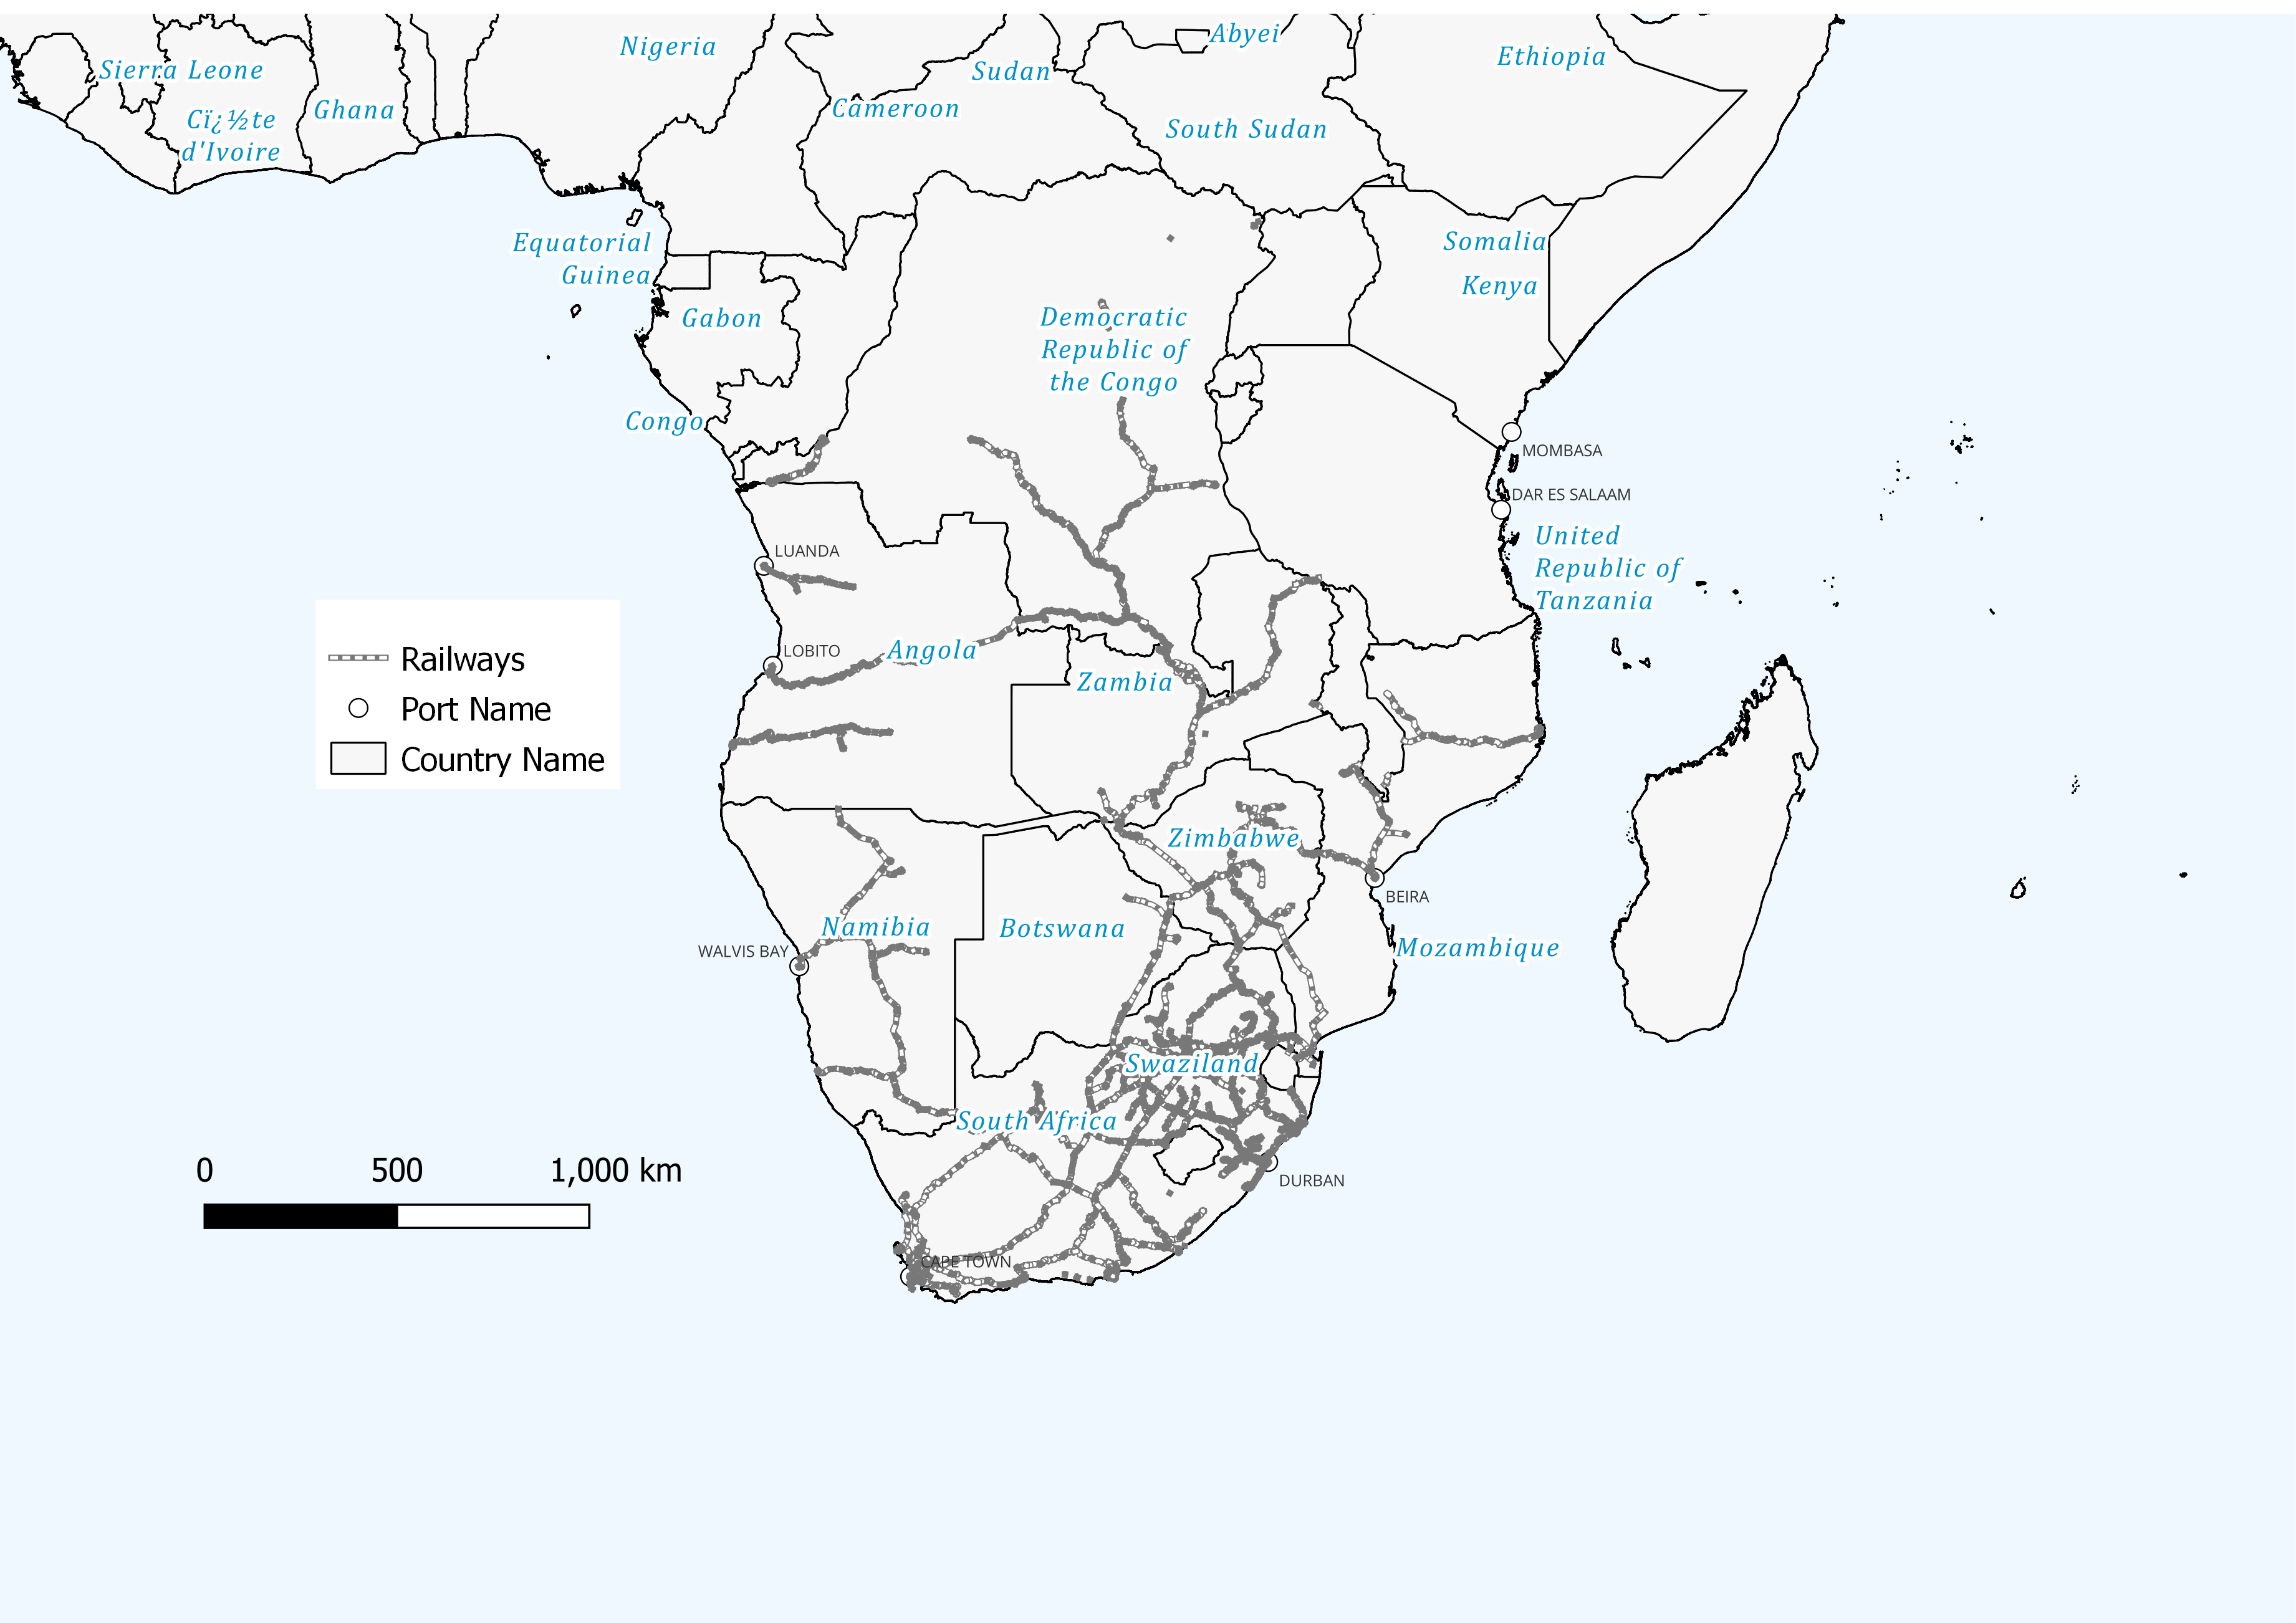 Nigeria
Abyei
Ethiopia
Sierra Leone
Sudan
Cï¿½te
d'Ivoire
Ghana
Cameroon
South Sudan
Equatorial
Guinea
Somalia
Kenya
Gabon
Democratic
Republic of
the Congo
Congo
MOMBASA
DAR ES SALAAM
LUANDA
United
Republic of
Tanzania
LOBITO
Angola
Zambia
Railways
Port Name
Country Name
Zimbabwe
BEIRA
Namibia
Botswana
WALVIS BAY
Mozambique
Swaziland
South Africa
0 500 1,000 km
DURBAN
CAPE TOWN